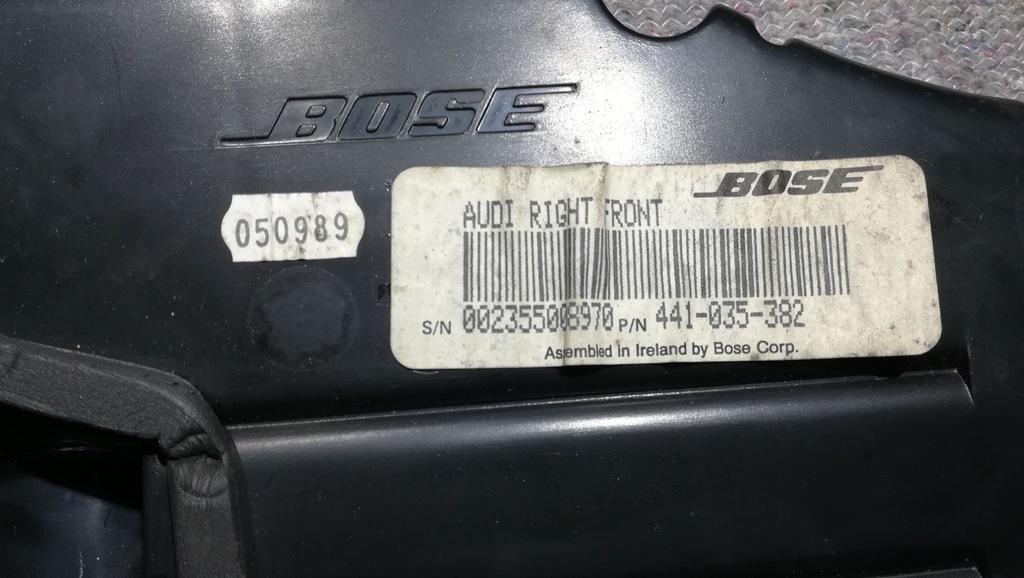 BOSE
BOSE
AUDI RIGHT FRONT
050989
S/N 002355008970 P/N 441-035-382
Asembled in Ireland by Bose Corp.